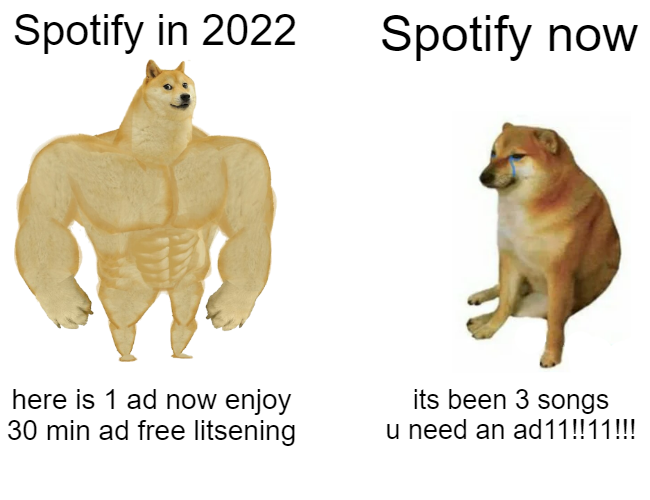 Spotify in 2022
Spotify now
here is 1 ad now enjoy
30 min ad free litsening
its been 3 songs
u need an ad11!!11!!!